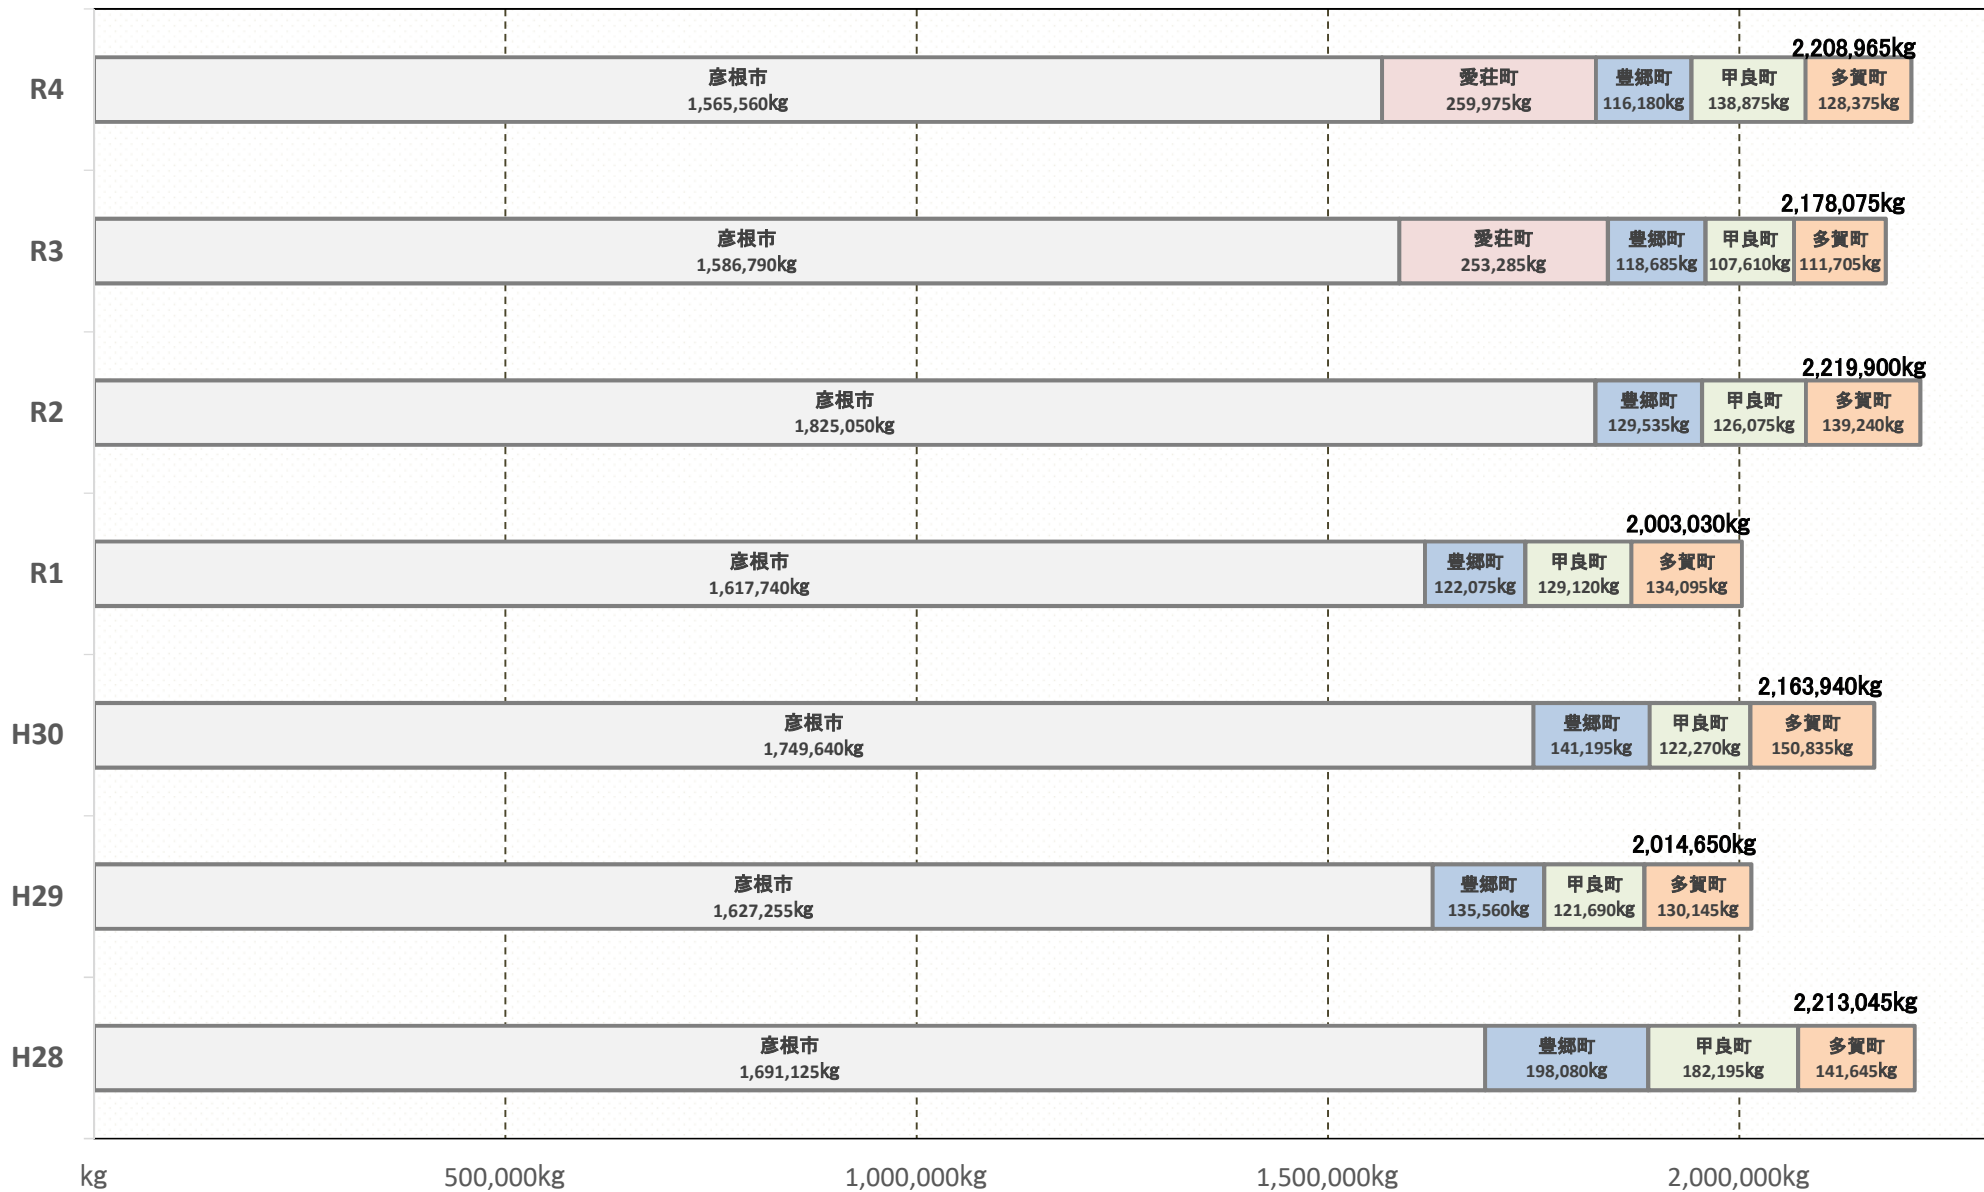 2,208,965kg
R4
彦根市
愛荘町
豊郷町
甲良町
多賀町
1,565,560kg
259,975kg
116,180kg
138,875kg
128,375kg
2,178,075kg
R3
彦根市
愛荘町
豊郷町
甲良町
多賀町
1,586,790kg
253,285kg
118,685kg
107,610kg
111,705kg
2,219,900kg
R2
彦根市
豊郷町
甲良町
多賀町
1,825,050kg
129,535kg
126,075kg
139,240kg
2,003,030kg
R1
彦根市
豊郷町
甲良町
多賀町
1,617,740kg
122,075kg
129,120kg
134,095kg
2,163,940kg
H30
彦根市
豊郷町
甲良町
多賀町
1,749,640kg
141,195kg
122,270kg
150,835kg
2,014,650kg
H29
彦根市
豊郷町
甲良町
多賀町
1,627,255kg
135,560kg
121,690kg
130,145kg
2,213,045kg
H28
彦根市
豊郷町
甲良町
多賀町
1,691,125kg
198,080kg
182,195kg
141,645kg
kg
500,000kg
1,000,000kg
1,500,000kg
2,000,000kg